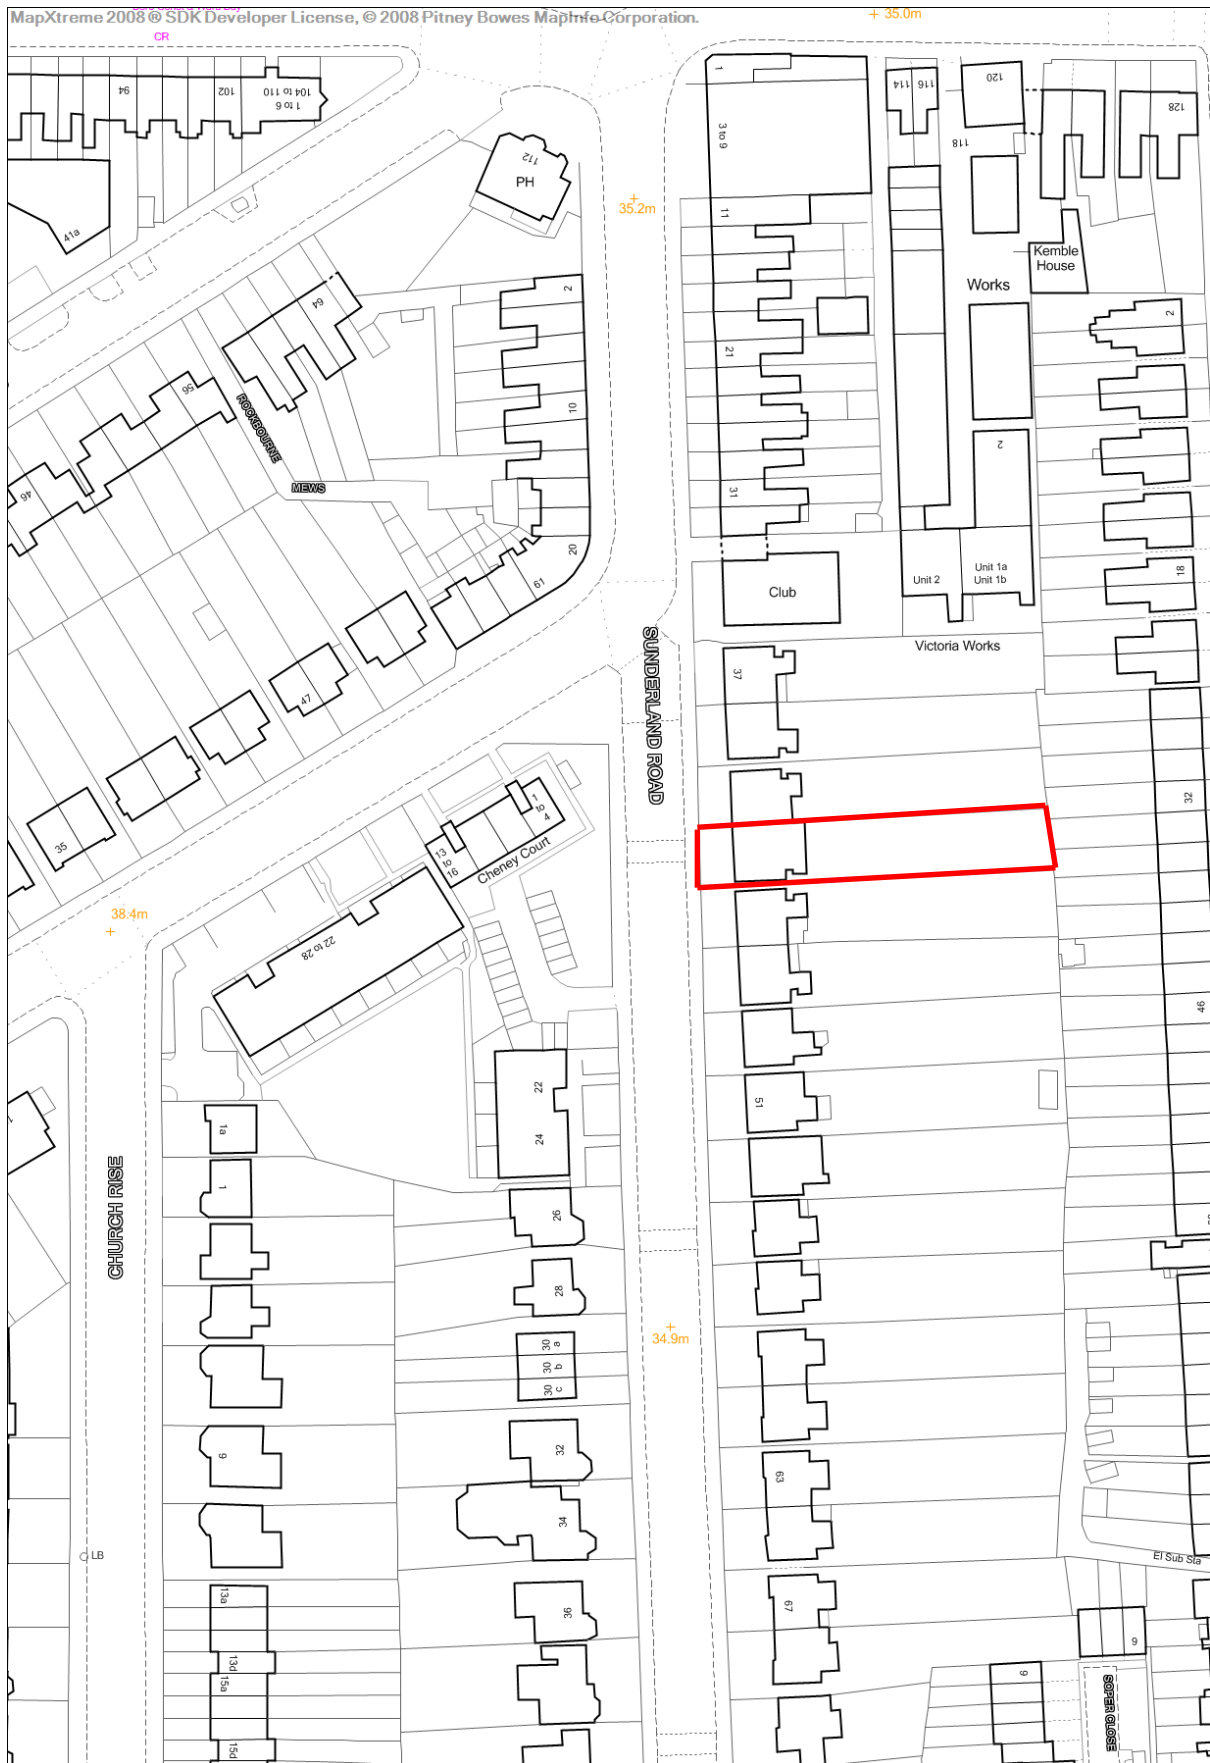 MapXtreme 2008 ® SDK Developer License, © 2008 Pitney Bowes MapInfo Corporation.
CR
35.0m
94
102
104 to 110
1 to 6
41a
112
PH
35.2m
1
3 to 9
11
21
31
114
116
120
118
128
Kemble
House
Works
2
2
18
64
56
46
ROCKBOURNE
MEWS
2
10
20
61
47
35
Club
Unit 2
Unit 1a
Unit 1b
Victoria Works
SUNDERLAND ROAD
37
32
46
1
to
4
13
to
16
Cheney Court
22 to 28
38.4m
22
24
51
CHURCH RISE
1a
1
26
28
30
a
30
b
30
c
34.9m
9
32
34
63
LB
El Sub Sta
13a
13d
15a
15d
36
67
9
9
SOPER CLOSE